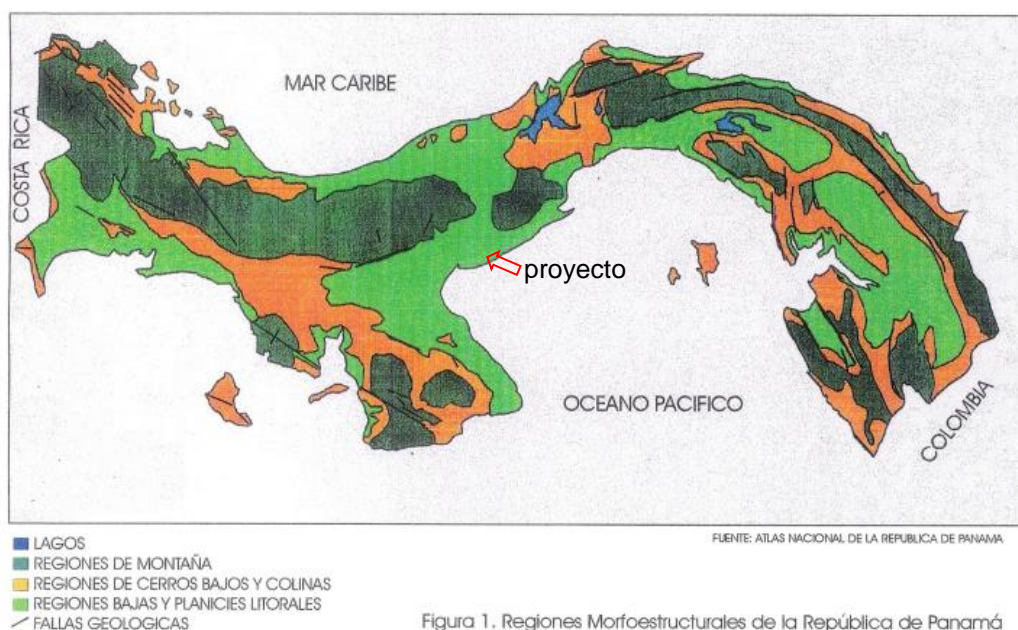 MAR CARIBE
COSTA RICA
proyecto
OCEANO PACIFICO
COLOMBIA
LAGOS
REGIONES DE MONTAÑA
REGIONES DE CERROS BAJOS Y COLINAS
REGIONES BAJAS Y PLANICIES LITORALES
FALLAS GEOLOGICAS
FUENTE: ATLAS NACIONAL DE LA REPUBLICA DE PANAMA
Figura 1. Regiones Morfoestructurales de la República de Panamá